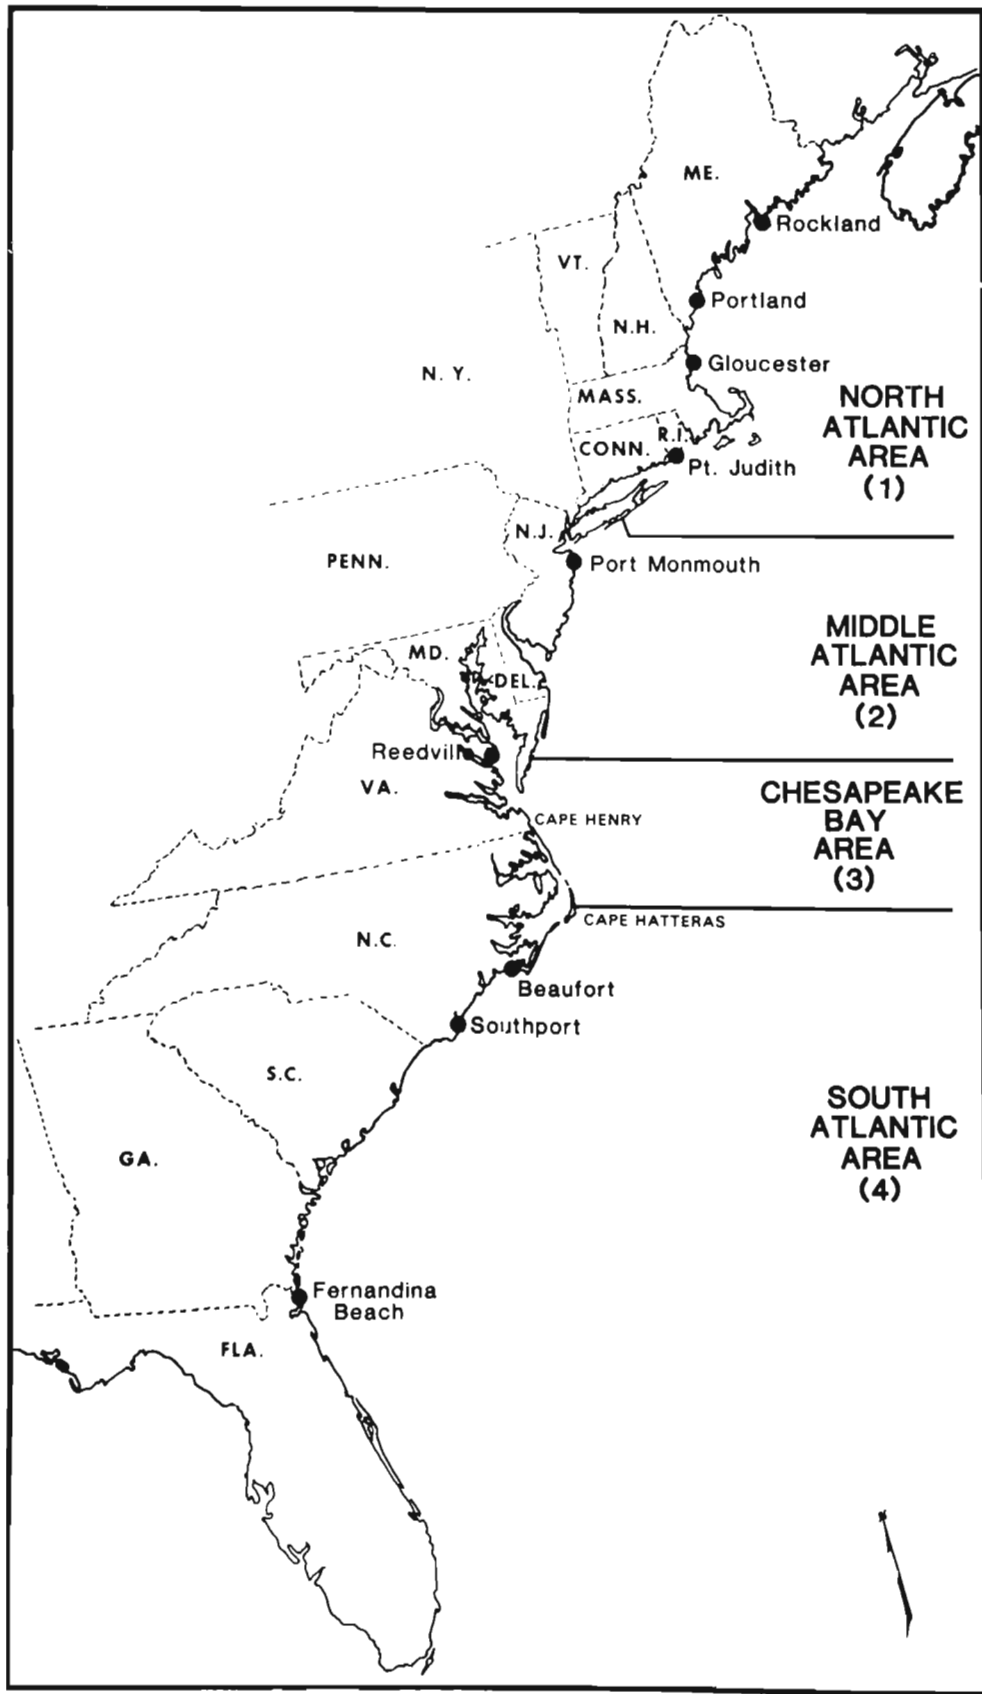 ME.
Rockland
VT.
Portland
N.H.
Gloucester
N. Y.
MASS.
NORTH
ATLANTIC
AREA
(1)
R.I.
CONN.
Pt. Judith
N.J.
PENN.
Port Monmouth
MIDDLE
ATLANTIC
AREA
(2)
MD.
DEL.
Reedvill
VA.
CHESAPEAKE
BAY
AREA
(3)
CAPE HENRY
CAPE HATTERAS
N.C.
Beaufort
Southport
S.C.
SOUTH
ATLANTIC
AREA
(4)
GA.
Fernandina
Beach
FLA.